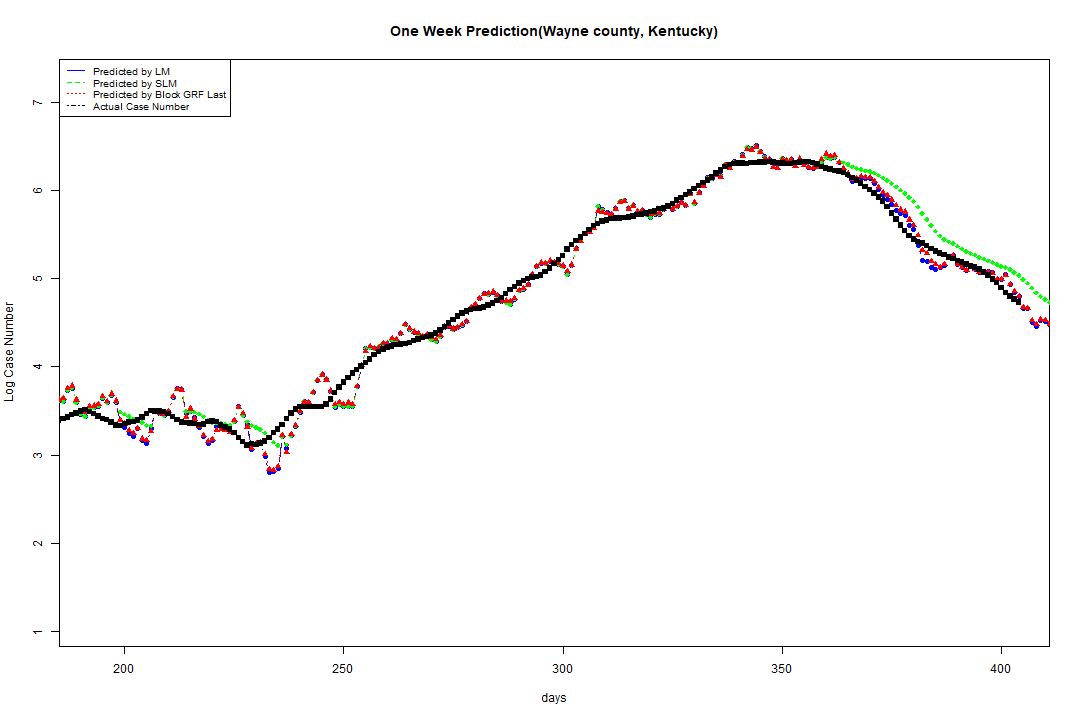 One Week Prediction(Wayne county, Kentucky)
Predicted by LM
Predicted by SLM
Predicted by Block GRF Last
Actual Case Number
7
6
5
4
3
2
1
Log Case Number
200
250
300
350
400
days